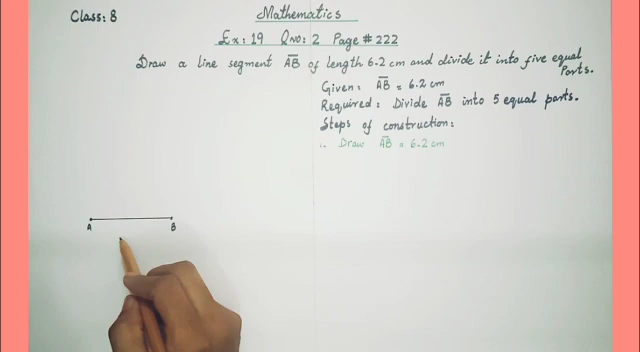 Class: 8
Mathematics
Ex: 19 Qno: 2 Page # 222
Draw a line segment AB of length 6.2 cm and divide it into five equal
Parts.
Given: AB = 6.2 cm
Required: Divide AB into 5 equal parts.
Steps of construction:
1. Draw AB = 6.2 cm
A B